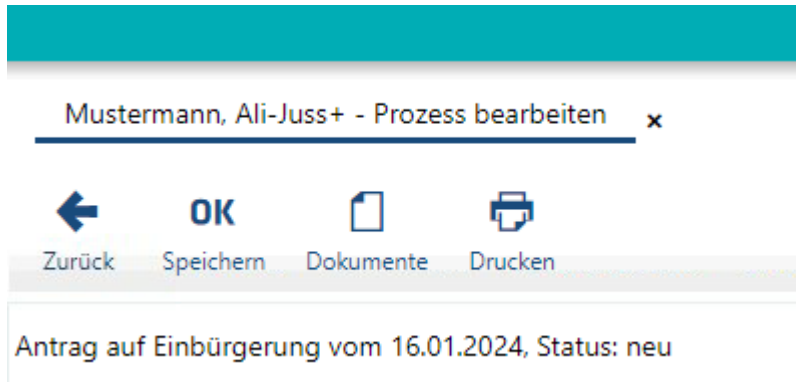 Mustermann, Ali-Juss+ - Prozess bearbeiten x
OK
Zurück Speichern Dokumente Drucken
Antrag auf Einbürgerung vom 16.01.2024, Status: neu